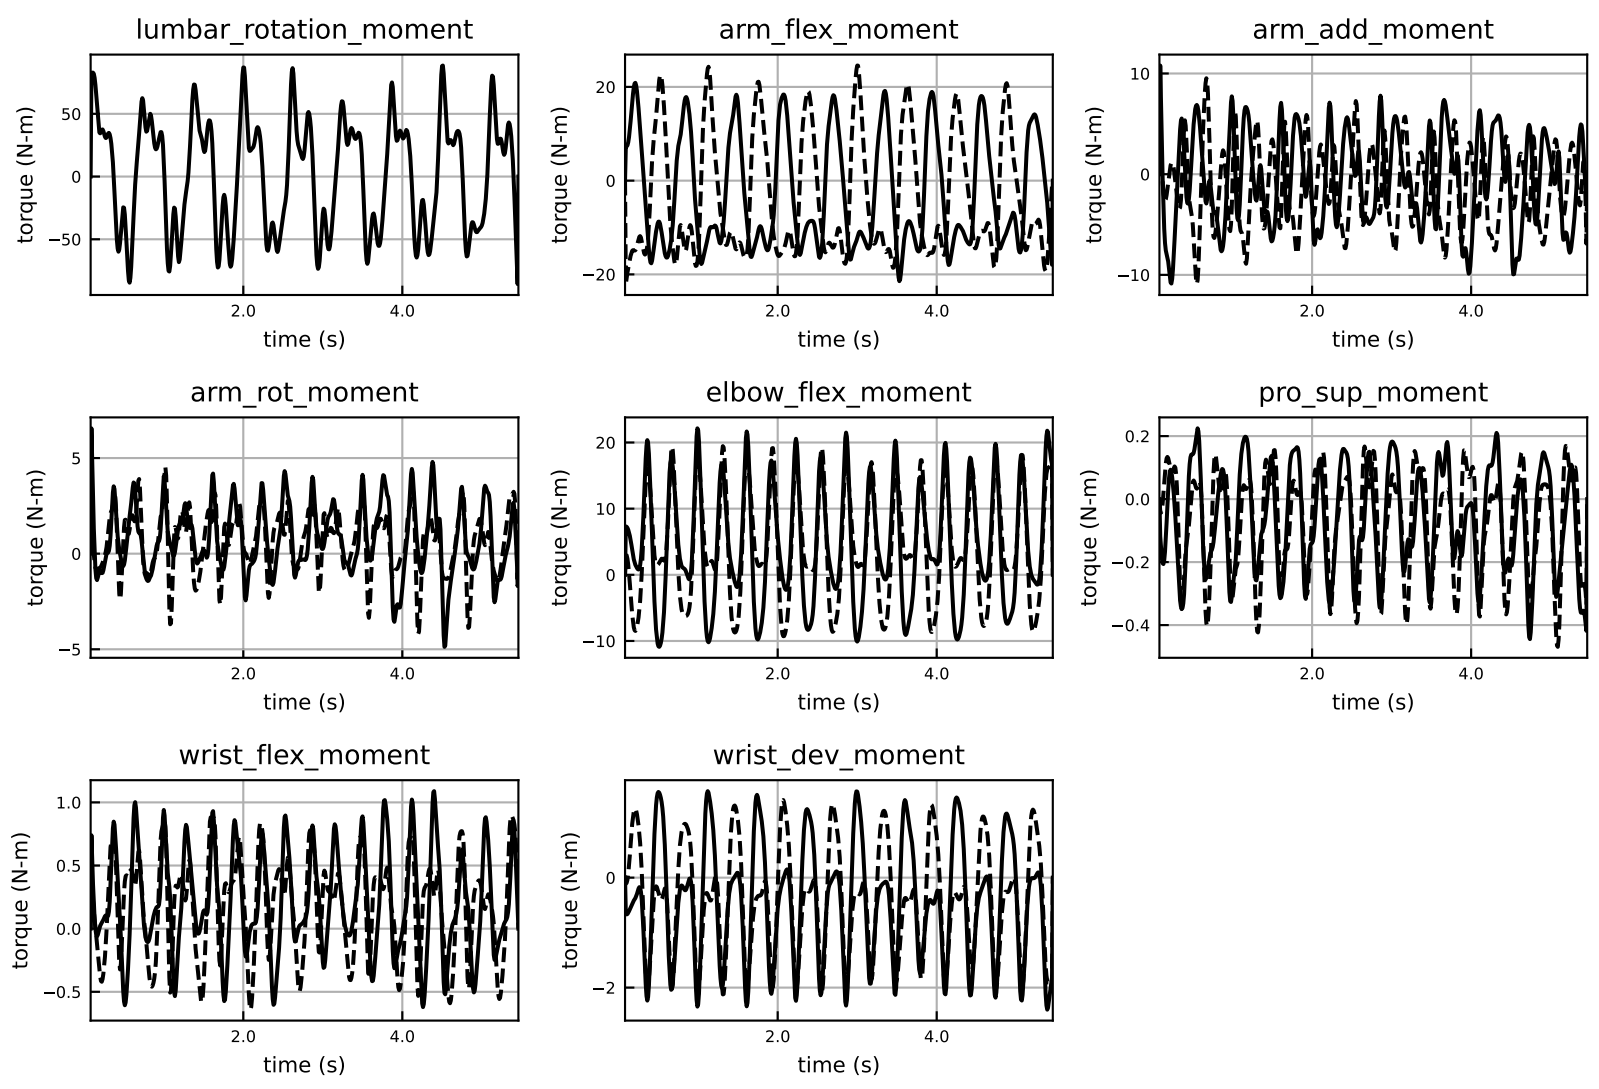 lumbar_rotation_moment
torque (N-m)
50
0
−50
2.0
4.0
time (s)
arm_flex_moment
torque (N-m)
20
0
−20
2.0
4.0
time (s)
arm_add_moment
torque (N-m)
10
0
−10
2.0
4.0
time (s)
arm_rot_moment
torque (N-m)
5
0
−5
2.0
4.0
time (s)
elbow_flex_moment
torque (N-m)
20
10
0
−10
2.0
4.0
time (s)
pro_sup_moment
torque (N-m)
0.2
0.0
−0.2
−0.4
2.0
4.0
time (s)
wrist_flex_moment
torque (N-m)
1.0
0.5
0.0
−0.5
2.0
4.0
time (s)
wrist_dev_moment
torque (N-m)
0
−2
2.0
4.0
time (s)